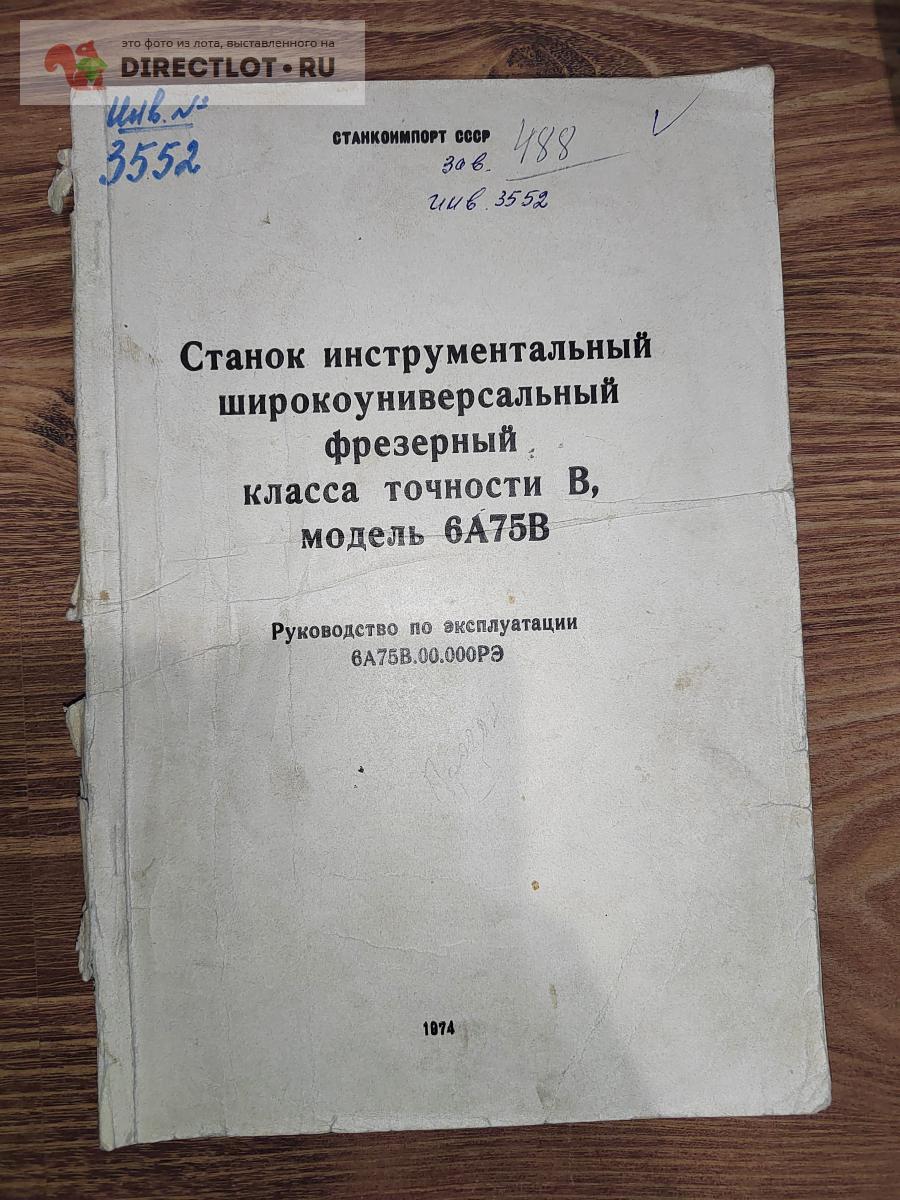 это фото из лота, выставленного на
DIRECTLOT.RU
Инв. №
3552
СТАНКОИМПОРТ СССР
зав. 488
инв. 3552
Станок инструментальный
широкоуниверсальный
фрезерный
класса точности В,
модель 6А75В
Руководство по эксплуатации
6А75В.00.000РЭ
1974